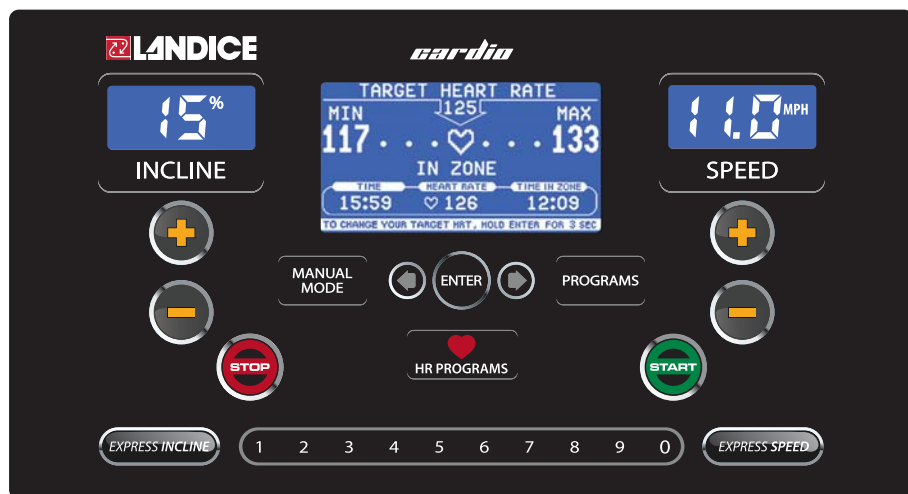 LANDICE
cardio
15%
INCLINE
TARGET HEART RATE
MIN 125 MAX
117 133
IN ZONE
TIME HEART RATE TIME IN ZONE
15:59 126 12:09
TO CHANGE YOUR TARGET HRT, HOLD ENTER FOR 3 SEC
11.0 MPH
SPEED
MANUAL
MODE
ENTER
PROGRAMS
HR PROGRAMS
STOP
START
EXPRESS INCLINE
1 2 3 4 5 6 7 8 9 0
EXPRESS SPEED